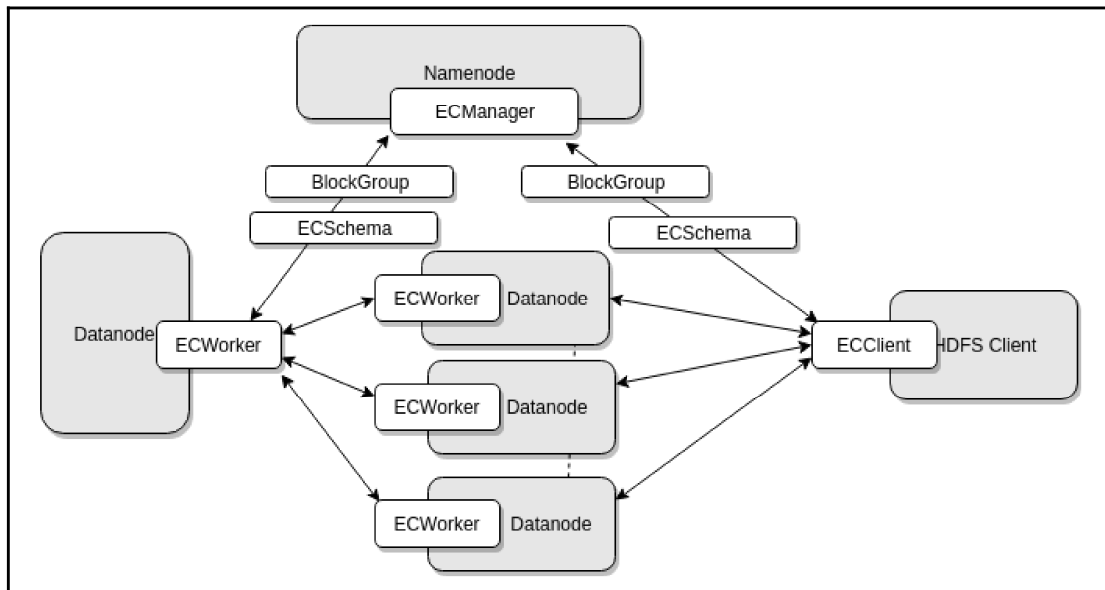 Namenode
ECManager
BlockGroup
BlockGroup
ECSchema
ECSchema
ECWorker
Datanode
Datanode
ECWorker
ECClient
HDFS Client
ECWorker
Datanode
ECWorker
Datanode